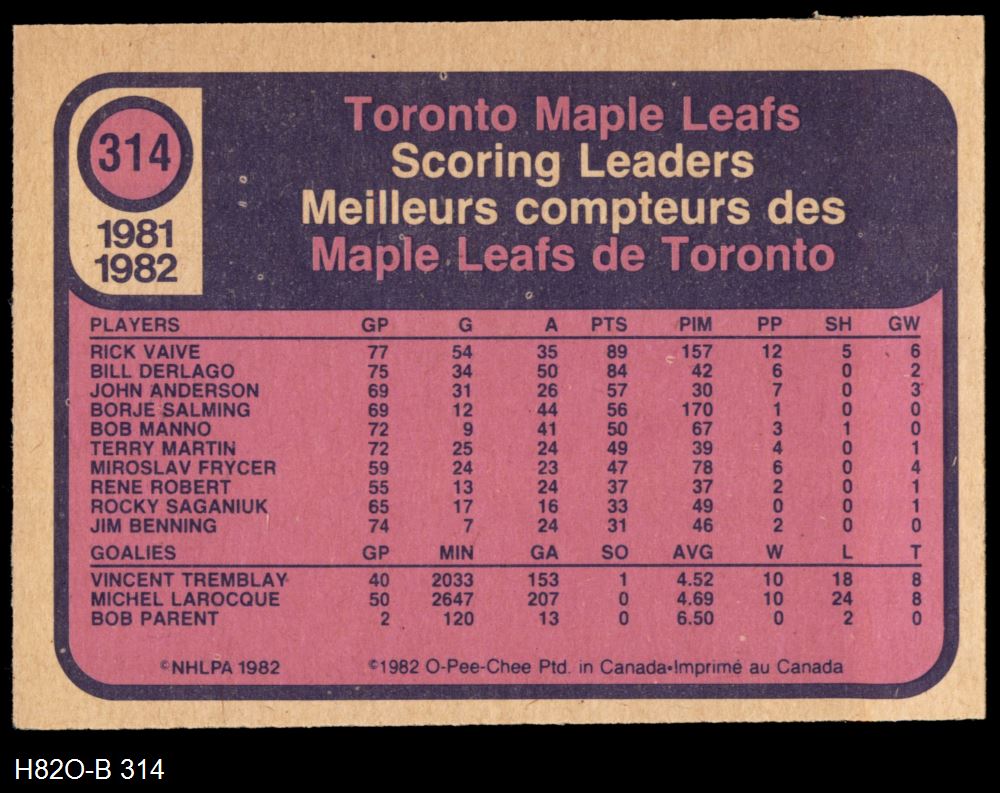 314
1981
1982
Toronto Maple Leafs
Scoring Leaders
Meilleurs compteurs des
Maple Leafs de Toronto
PLAYERS GP G A PTS PIM PP SH GW
RICK VAIVE 77 54 35 89 157 12 5 6
BILL DERLAGO 75 34 50 84 42 6 0 2
JOHN ANDERSON 69 31 26 57 30 7 0 3
BORJE SALMING 69 12 44 56 170 1 0 0
BOB MANNO 72 9 41 50 67 3 1 0
TERRY MARTIN 72 25 24 49 39 4 0 1
MIROSLAV FRYCER 59 24 23 47 78 6 0 4
RENE ROBERT 55 13 24 37 37 2 0 1
ROCKY SAGANIUK 65 17 16 33 49 0 0 1
JIM BENNING 74 7 24 31 46 2 0 0
GOALIES GP MIN GA SO AVG W L T
VINCENT TREMBLAY 40 2033 153 1 4.52 10 18 8
MICHEL LAROCQUE 50 2647 207 0 4.69 10 24 8
BOB PARENT 2 120 13 0 6.50 0 2 0
©NHLPA 1982 ©1982 O-Pee-Chee Ptd. in Canada•Imprimé au Canada
H82O-B 314